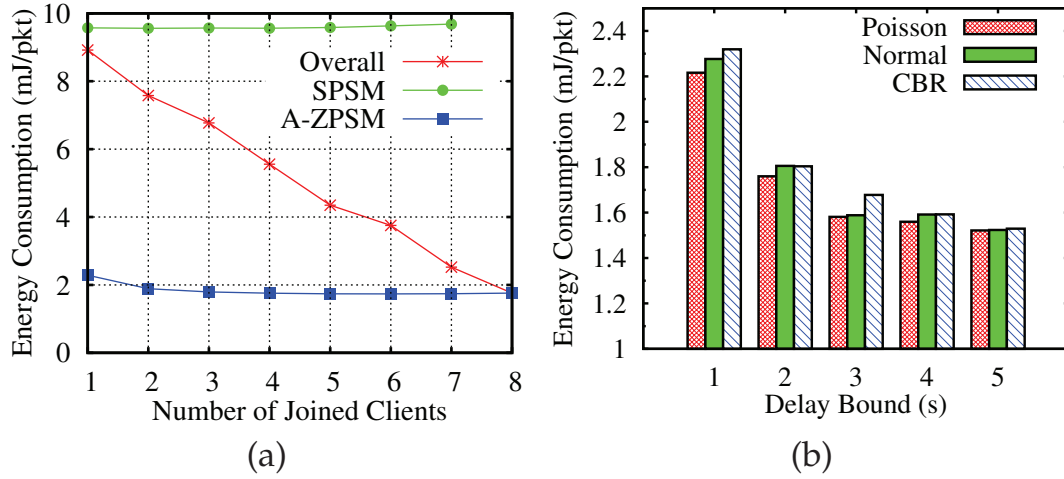 Energy Consumption (mJ/pkt)
10
8
6
4
2
0
Overall
SPSM
A-ZPSM
1 2 3 4 5 6 7 8
Number of Joined Clients
(a)
Energy Consumption (mJ/pkt)
2.4
2.2
2
1.8
1.6
1.4
1.2
1
Poisson
Normal
CBR
1 2 3 4 5
Delay Bound (s)
(b)